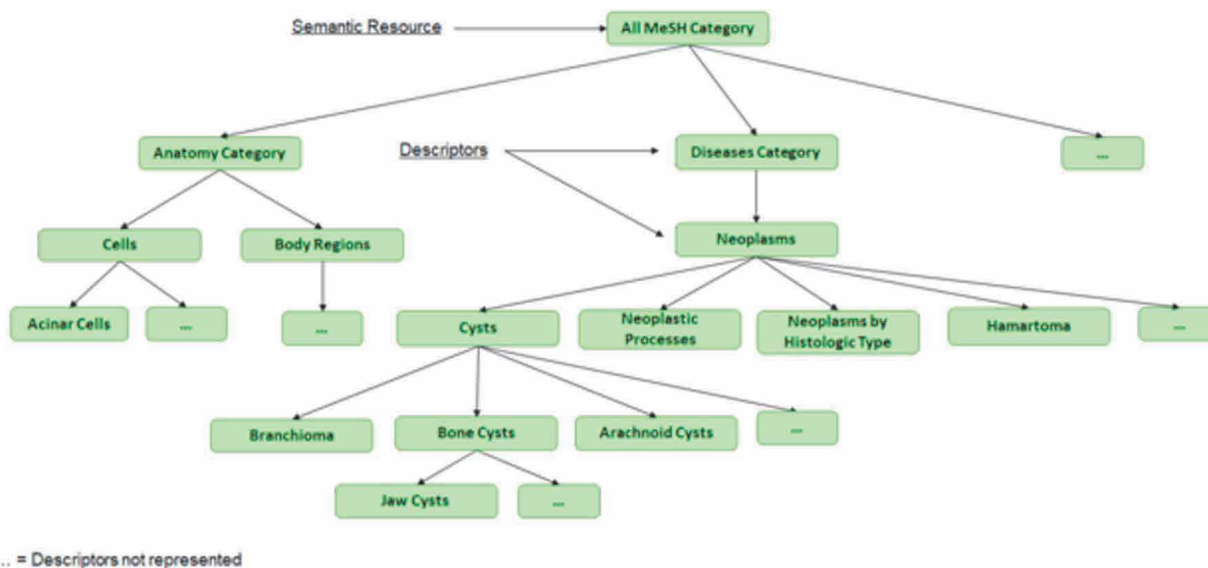 Semantic Resource
All MeSH Category
Anatomy Category
Descriptors
Diseases Category
...
Cells
Body Regions
Neoplasms
Acinar Cells
...
...
Cysts
Neoplastic
Processes
Neoplasms by
Histologic Type
Hamartoma
...
Branchioma
Bone Cysts
Arachnoid Cysts
...
Jaw Cysts
...
.. = Descriptors not represented